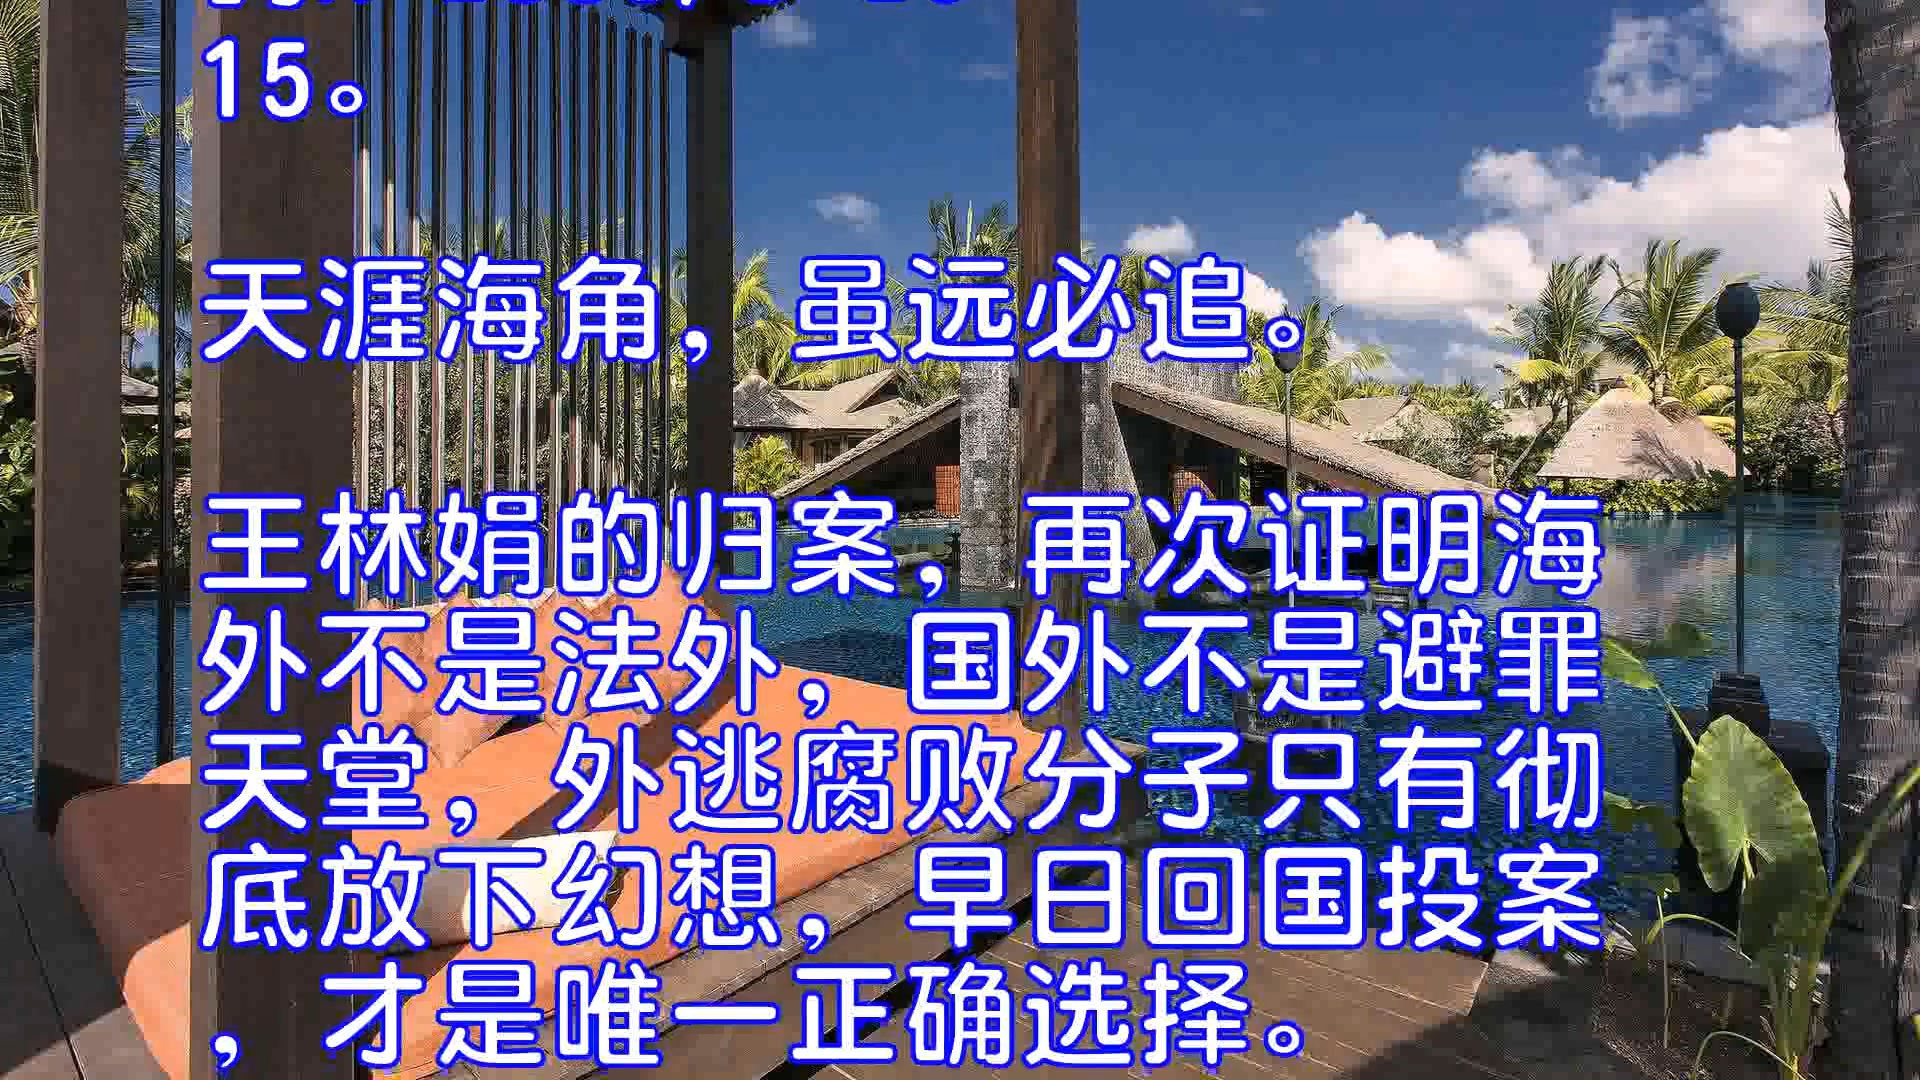 15。
天涯海角，虽远必追。
王林娟的归案，再次证明海
外不是法外，国外不是避罪
天堂，外逃腐败分子只有彻
底放下幻想，早日回国投案
，才是唯一正确选择。